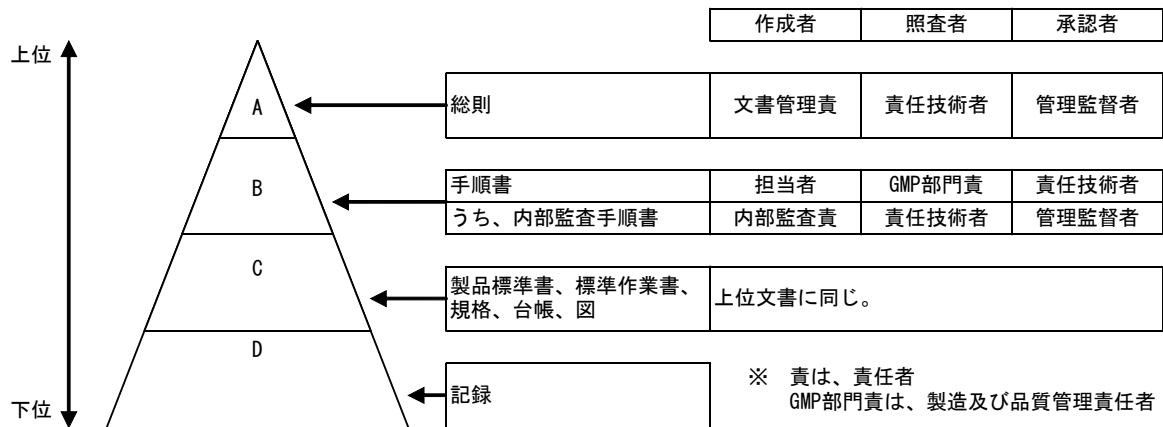 作成者 照査者 承認者
上位
A 総則 文書管理責 責任技術者 管理監督者
B 手順書 担当者 GMP部門責 責任技術者
うち、内部監査手順書 内部監査責 責任技術者 管理監督者
C 製品標準書、標準作業書、
規格、台帳、図 上位文書に同じ。
D 記録
※ 責は、責任者
GMP部門責は、製造及び品質管理責任者
下位